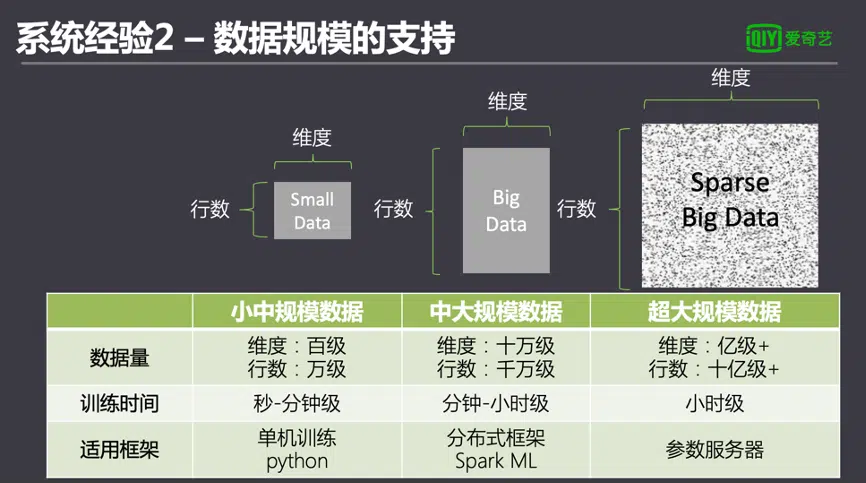 系统经验2 – 数据规模的支持
iQIY 爱奇艺
维度
行数
Small
Data
维度
行数
Big
Data
维度
行数
Sparse
Big Data
小中规模数据
中大规模数据
超大规模数据
数据量
维度：百级
行数：万级
维度：十万级
行数：千万级
维度：亿级+
行数：十亿级+
训练时间
秒-分钟级
分钟-小时级
小时级
适用框架
单机训练
python
分布式框架
Spark ML
参数服务器